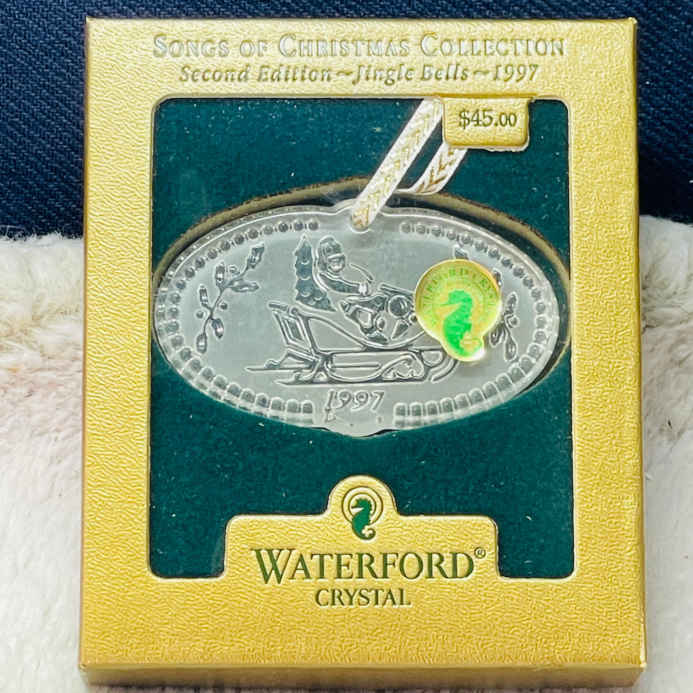 SONGS OF CHRISTMAS COLLECTION
Second Edition~Jingle Bells~1997
$45.00
1997
WATERFORD®
CRYSTAL